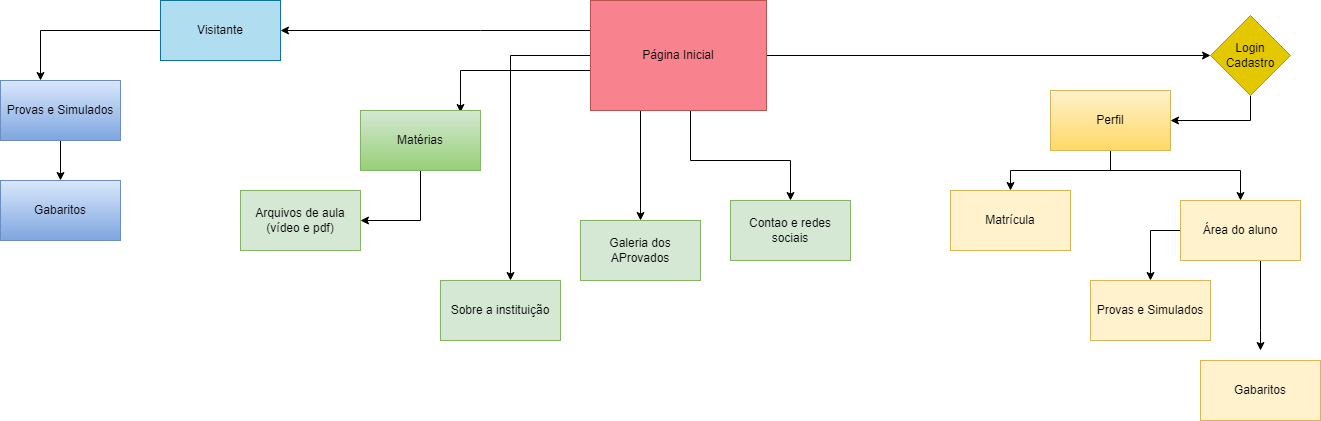 Visitante
Página Inicial
Login
Cadastro
Provas e Simulados
Perfil
Matérias
Gabaritos
Arquivos de aula
(vídeo e pdf)
Galeria dos
AProvados
Contao e redes
sociais
Matrícula
Área do aluno
Sobre a instituição
Provas e Simulados
Gabaritos